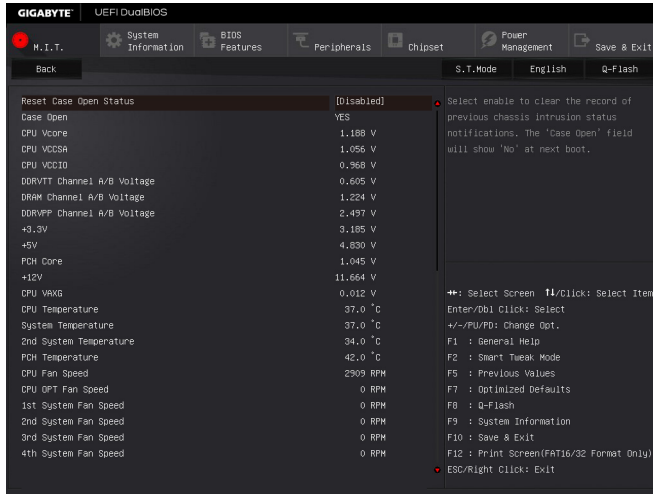 GIGABYTE™ UEFI DualBIOS
M.I.T. System Information BIOS Features Peripherals Chipset Power Management Save & Exit
Back S.T.Mode English Q-Flash
Reset Case Open Status [Disabled]
Case Open YES
CPU Vcore 1.188 V
CPU VCCSA 1.056 V
CPU VCCIO 0.968 V
DDRVTT Channel A/B Voltage 0.605 V
DRAM Channel A/B Voltage 1.224 V
DDRVPP Channel A/B Voltage 2.497 V
+3.3V 3.185 V
+5V 4.830 V
PCH Core 1.045 V
+12V 11.664 V
CPU VAXG 0.012 V
CPU Temperature 37.0 °C
System Temperature 37.0 °C
2nd System Temperature 34.0 °C
PCH Temperature 42.0 °C
CPU Fan Speed 2909 RPM
CPU OPT Fan Speed 0 RPM
1st System Fan Speed 0 RPM
2nd System Fan Speed 0 RPM
3rd System Fan Speed 0 RPM
4th System Fan Speed 0 RPM
Select enable to clear the record of
previous chassis intrusion status
notifications. The 'Case Open' field
will show 'No' at next boot.
→←: Select Screen ↑↓/Click: Select Item
Enter/Dbl Click: Select
+/-/PU/PD: Change Opt.
F1 : General Help
F2 : Smart Tweak Mode
F5 : Previous Values
F7 : Optimized Defaults
F8 : Q-Flash
F9 : System Information
F10 : Save & Exit
F12 : Print Screen(FAT16/32 Format Only)
ESC/Right Click: Exit